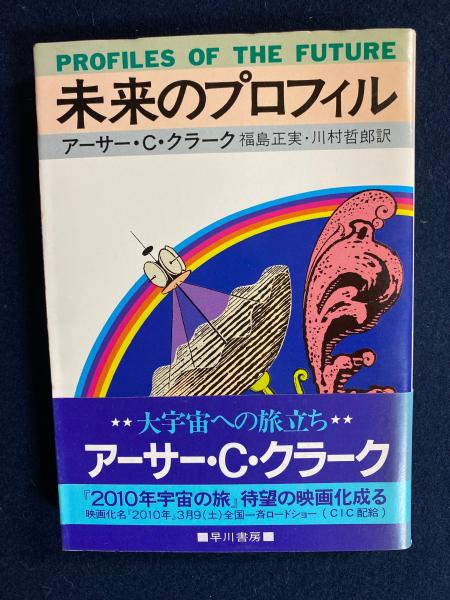 PROFILES OF THE FUTURE
未来のプロフィル
アーサー・C・クラーク 福島正実・川村哲郎訳
★★ 大宇宙への旅立ち ★★
アーサー・C・クラーク
『2010年宇宙の旅』待望の映画化成る
映画化名『2010年』3月9(土)全国一斉ロードショー(CIC配給)
■早川書房■